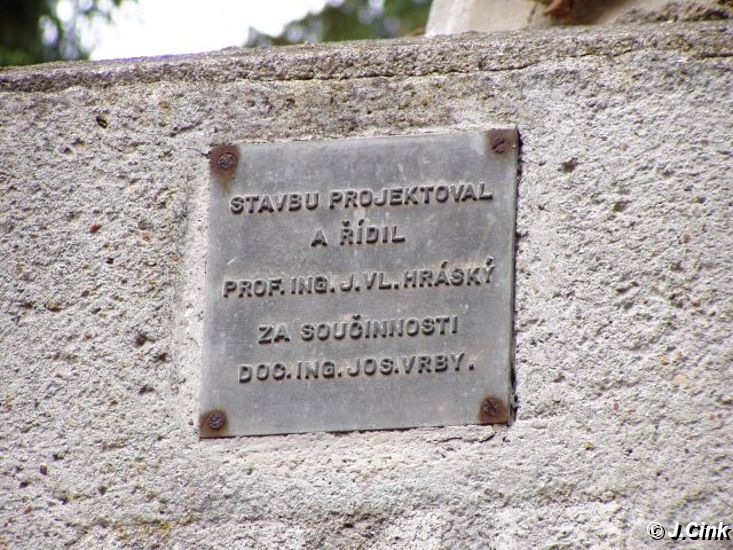 STAVBU PROJEKTOVAL
A ŘÍDIL
PROF. ING. J. VL. HRÁSKÝ
ZA SOUČINNOSTI
DOC. ING. JOS. VRBY.
© J.Cink